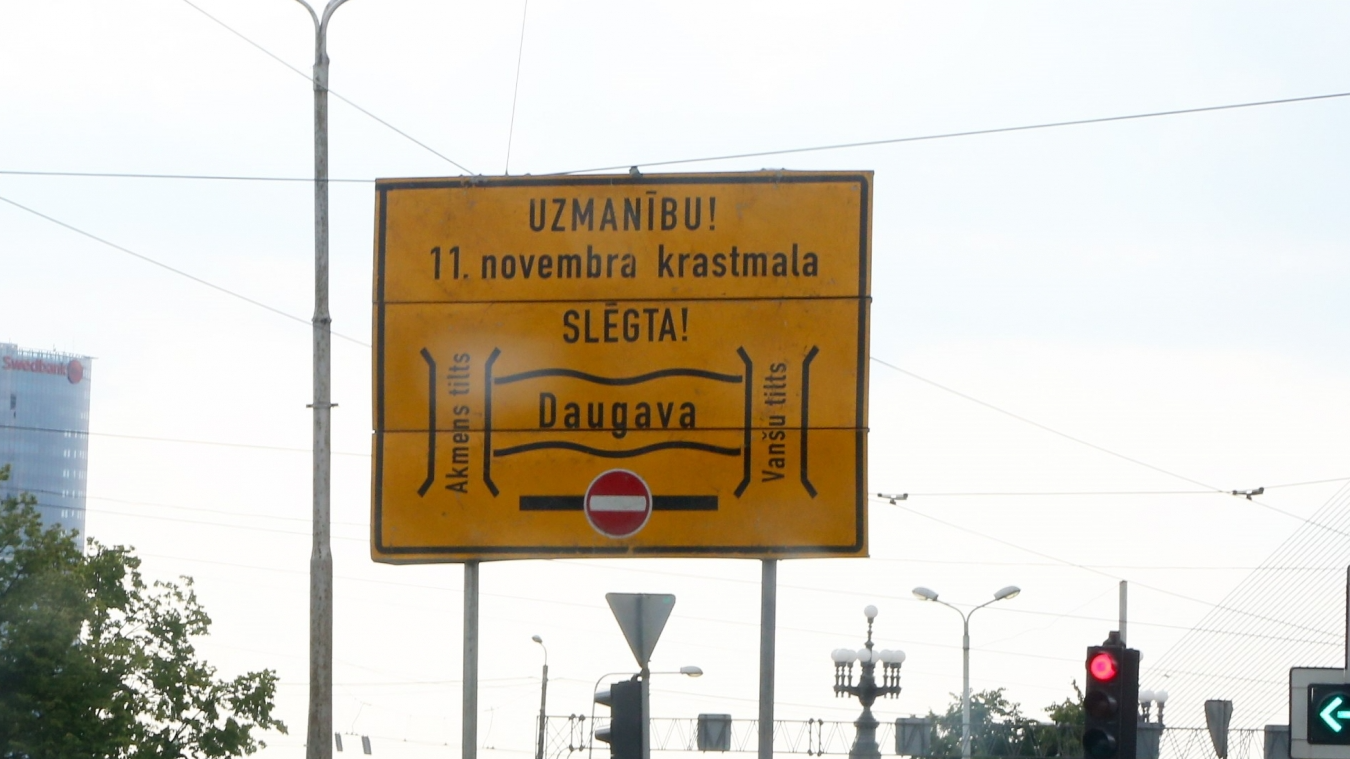 UZMANĪBU!
11. novembra krastmala
SLĒGTA!
Akmens tilts
Daugava
Vanšu tilts
Swedbank